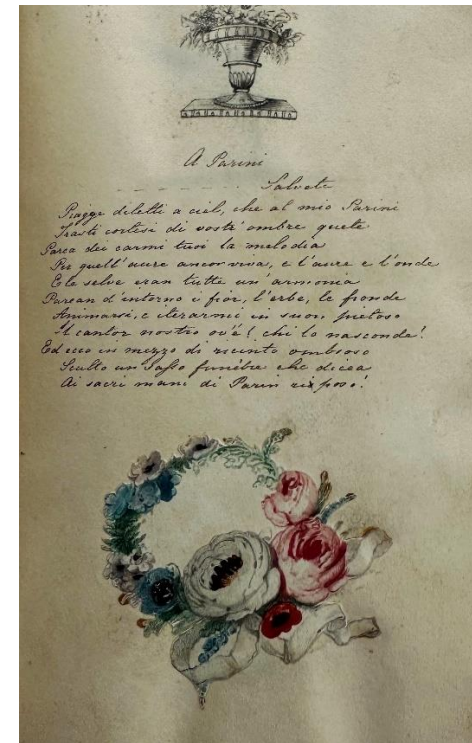 A Parini
- - - - - - - - - - Salvete
Piagge dilette a ciel, che al mio Parini
Foste cortesi di vostr'ombre quete
Parea dei carmi tuoi la melodia
Per quell'aure ancor viva, e l'aure e l'onde
E le selve eran tutte un'armonia
Parean d'intorno i fior, l'erbe, le fronde
Animarsi, e iterarmi in suon pietoso
Il cantor nostro ov'è! chi lo nasconde!
Ed ecco in mezzo di recinto ombroso
Sculto un Sasso funebre che dicea
Ai sacri mani di Parin riposo!